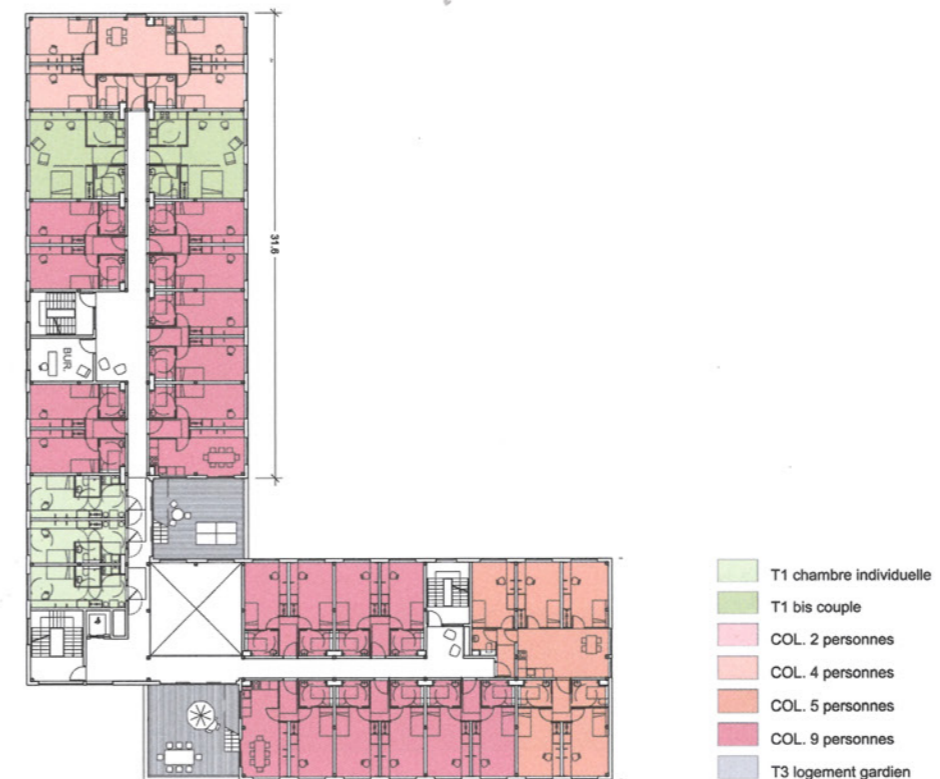 31.6
BUR.
T1 chambre individuelle
T1 bis couple
COL. 2 personnes
COL. 4 personnes
COL. 5 personnes
COL. 9 personnes
T3 logement gardien